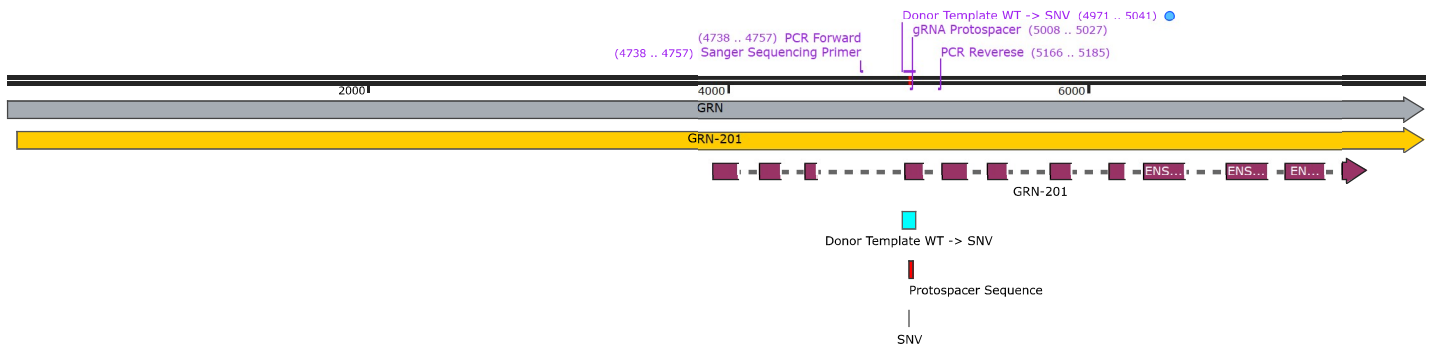 Donor Template WT -> SNV (4971 .. 5041)
gRNA Protospacer (5008 .. 5027)
(4738 .. 4757) PCR Forward
(4738 .. 4757) Sanger Sequencing Primer
PCR Reverese (5166 .. 5185)
2000
4000
6000
GRN
GRN-201
ENS...
ENS...
EN...
GRN-201
Donor Template WT -> SNV
Protospacer Sequence
SNV